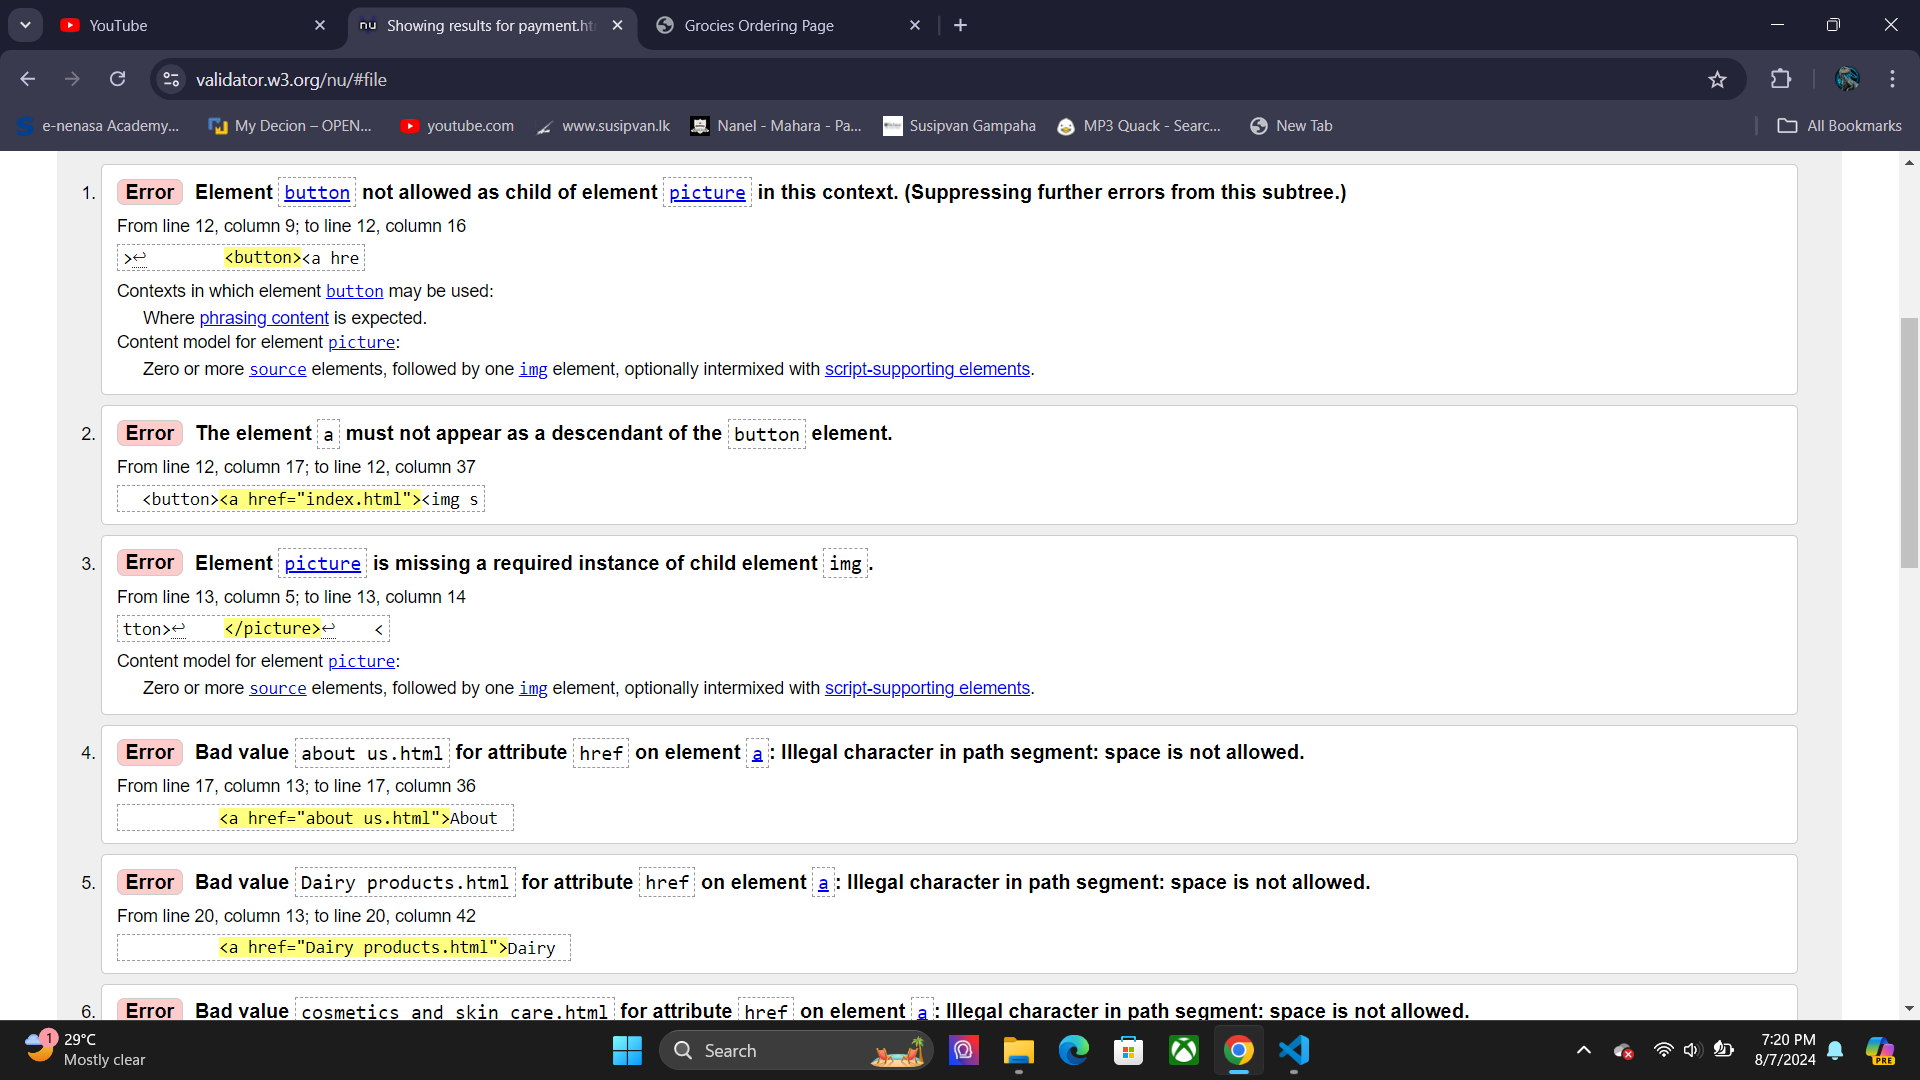 YouTube
Showing results for payment.ht
Grocies Ordering Page
validator.w3.org/nu/#file
e-nenasa Academy...
My Decion – OPEN...
youtube.com
www.susipvan.lk
Nanel - Mahara - Pa...
Susipvan Gampaha
MP3 Quack - Searc...
New Tab
All Bookmarks
1. Error Element button not allowed as child of element picture in this context. (Suppressing further errors from this subtree.)
From line 12, column 9; to line 12, column 16
>↩ <button><a hre
Contexts in which element button may be used:
Where phrasing content is expected.
Content model for element picture:
Zero or more source elements, followed by one img element, optionally intermixed with script-supporting elements.
2. Error The element a must not appear as a descendant of the button element.
From line 12, column 17; to line 12, column 37
<button><a href="index.html"><img s
3. Error Element picture is missing a required instance of child element img.
From line 13, column 5; to line 13, column 14
tton>↩ </picture>↩ <
Content model for element picture:
Zero or more source elements, followed by one img element, optionally intermixed with script-supporting elements.
4. Error Bad value about us.html for attribute href on element a: Illegal character in path segment: space is not allowed.
From line 17, column 13; to line 17, column 36
<a href="about us.html">About
5. Error Bad value Dairy products.html for attribute href on element a: Illegal character in path segment: space is not allowed.
From line 20, column 13; to line 20, column 42
<a href="Dairy products.html">Dairy
6. Error Bad value cosmetics and skin care.html for attribute href on element a: Illegal character in path segment: space is not allowed.
1
29°C
Mostly clear
Search
PRE
7:20 PM
8/7/2024